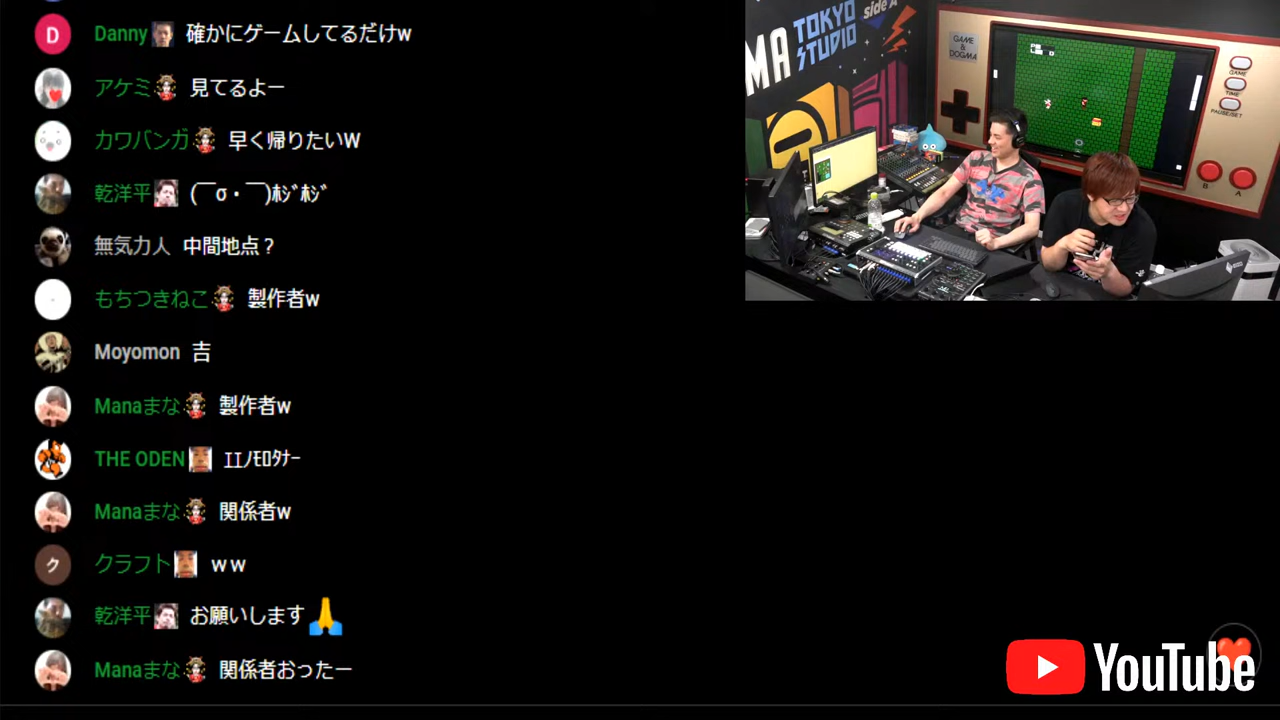 Danny 確かにゲームしてるだけw
アケミ 見てるよー
カワバンガ 早く帰りたいW
乾洋平 (￣σ・￣)ﾎｼﾞﾎｼﾞ
無気力人 中間地点？
もちつきねこ 製作者w
Moyomon 吉
Manaまな 製作者w
THE ODEN ｴｴﾉﾓﾛﾀﾅｰ
Manaまな 関係者w
ク
クラフト ｗｗ
乾洋平 お願いします🙏
Manaまな 関係者おったー
MA TOKYO STUDIO
side A
GAME & DOGMA
GAME
TIME
PAUSE/SET
B A
YouTube